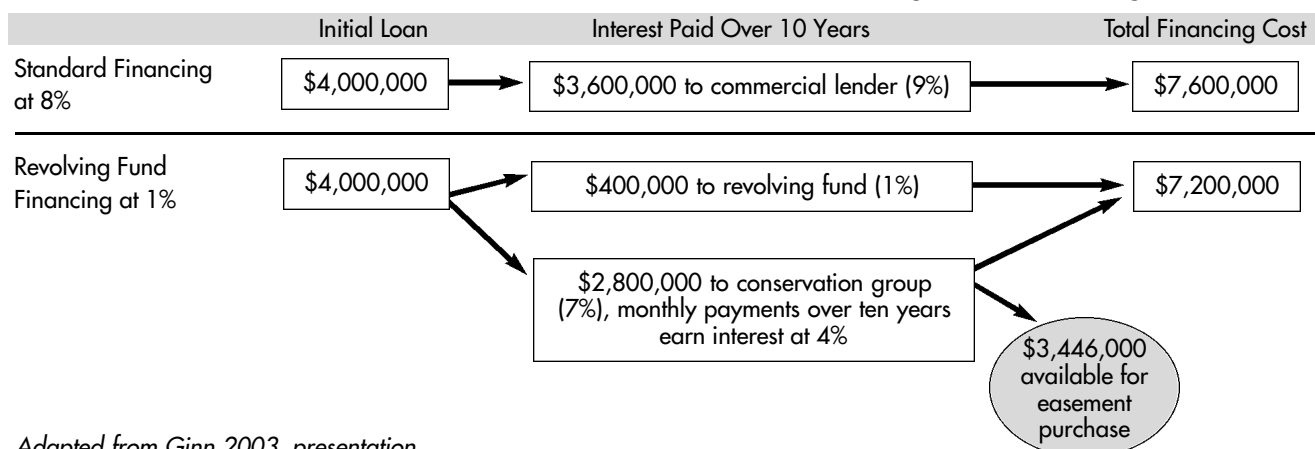 Initial Loan Interest Paid Over 10 Years Total Financing Cost
Standard Financing
at 8%
$4,000,000
$3,600,000 to commercial lender (9%)
$7,600,000
Revolving Fund
Financing at 1%
$4,000,000
$400,000 to revolving fund (1%)
$7,200,000
$2,800,000 to conservation group
(7%), monthly payments over ten years
earn interest at 4%
$3,446,000
available for
easement
purchase
Adapted from Ginn 2003, presentation